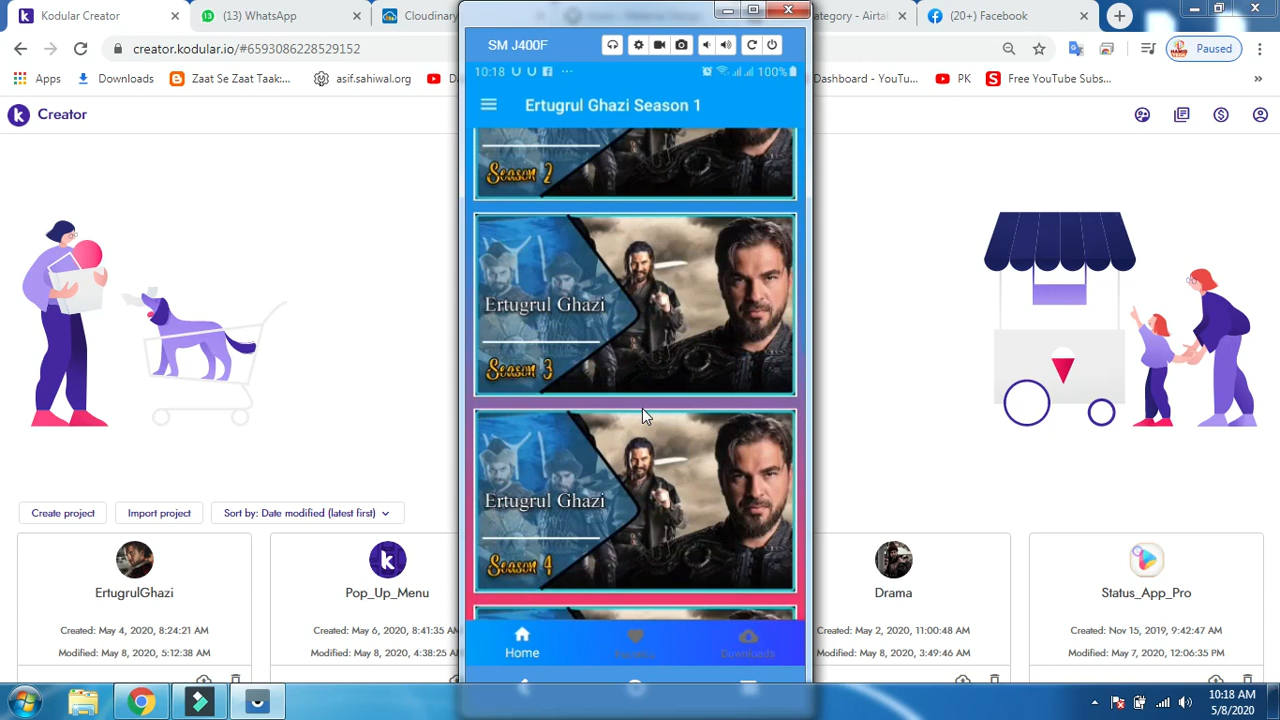 Kodular Creator
(13) WhatsApp
Cloudinary
ategory - Airta
(20+) Facebook
creator.kodular.io/#6593086228529152
Paused
Apps
Downloads
Zaat Se Zaat Taak:...
asif.sahiwal.org
Dashboard - YouTu...
PK
Free YouTube Subs...
Creator
SM J400F
10:18
100%
Ertugrul Ghazi Season 1
Season 2
Ertugrul Ghazi
Season 3
Ertugrul Ghazi
Season 4
Home
Downloads
Create project
Import project
Sort by: Date modified (latest first)
ErtugrulGhazi
Created: May 4, 2020, 8:24:21 AM
Modified: May 8, 2020, 5:12:38 AM
Pop_Up_Menu
Created: May 6, 2020, 8:41:35 AM
Modified: May 8, 2020, 4:38:25 AM
Drama
Created: May 2, 2020, 11:00:48 AM
Modified: May 8, 2020, 3:49:46 AM
Status_App_Pro
Created: Nov 15, 2019, 9:42:47 AM
Modified: May 7, 2020, 12:06:35 PM
10:18 AM
5/8/2020